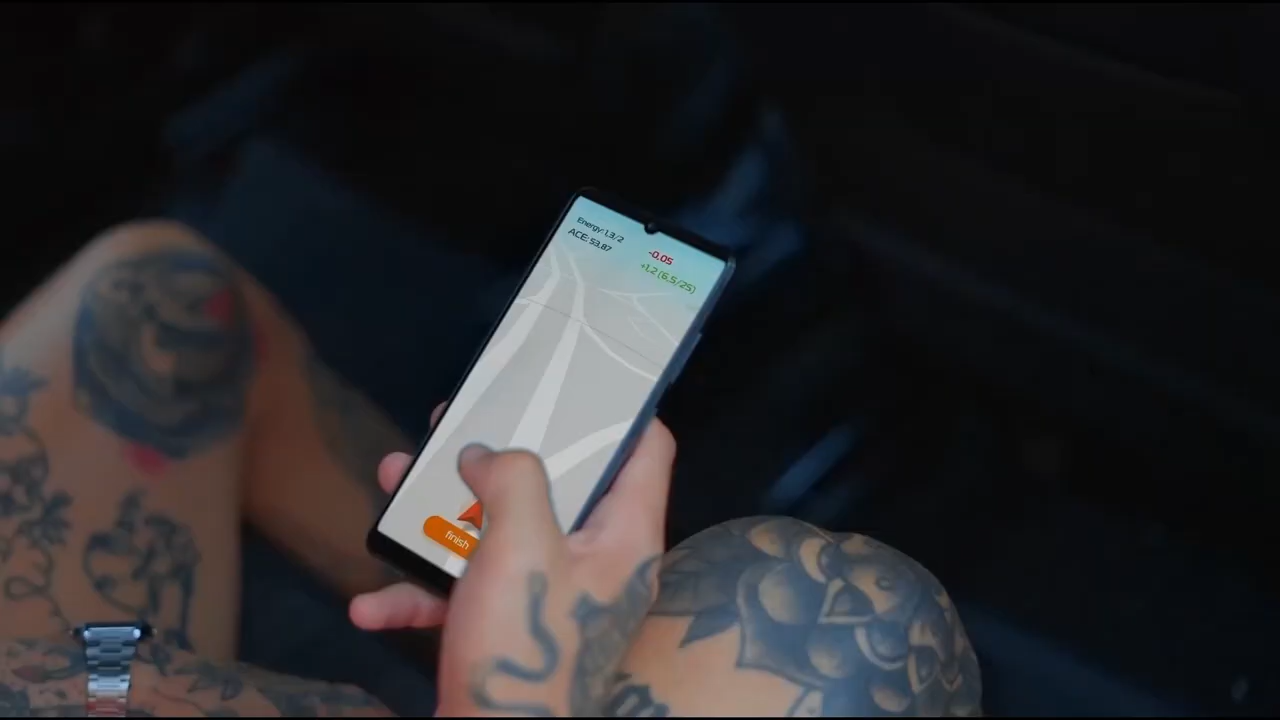 Energy: 1.3/2
ACE: 53.87
-0.05
+1.2 (6.5/25)
finish